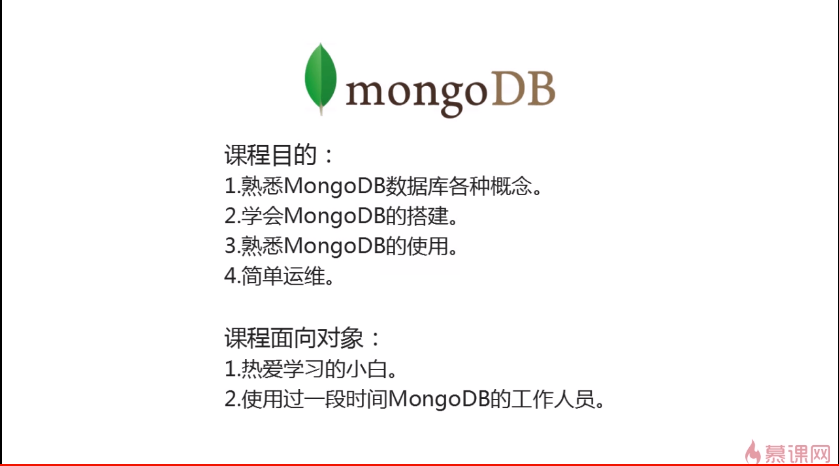 mongoDB
课程目的：
1.熟悉MongoDB数据库各种概念。
2.学会MongoDB的搭建。
3.熟悉MongoDB的使用。
4.简单运维。
课程面向对象：
1.热爱学习的小白。
2.使用过一段时间MongoDB的工作人员。
慕课网